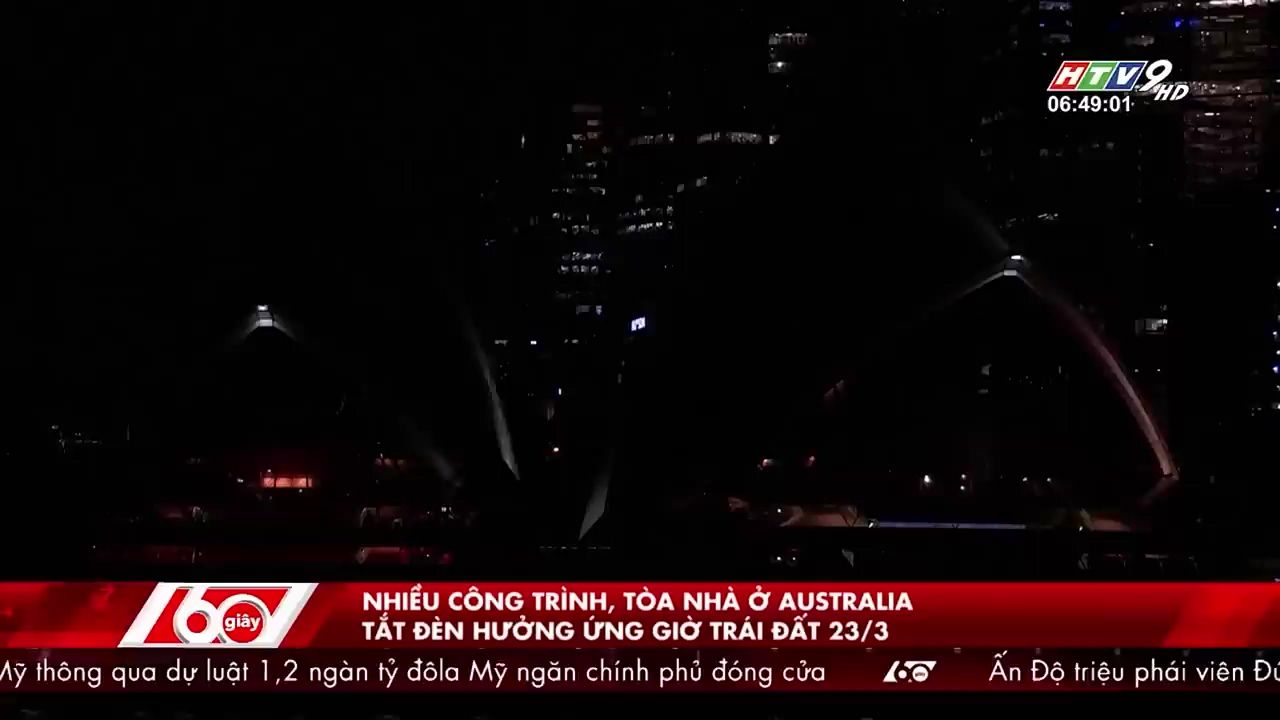 HTV9 HD
06:49:01
60 giây
NHIỀU CÔNG TRÌNH, TÒA NHÀ Ở AUSTRALIA
TẮT ĐÈN HƯỞNG ỨNG GIỜ TRÁI ĐẤT 23/3
Mỹ thông qua dự luật 1,2 ngàn tỷ đôla Mỹ ngăn chính phủ đóng cửa 60 giây Ấn Độ triệu phái viên